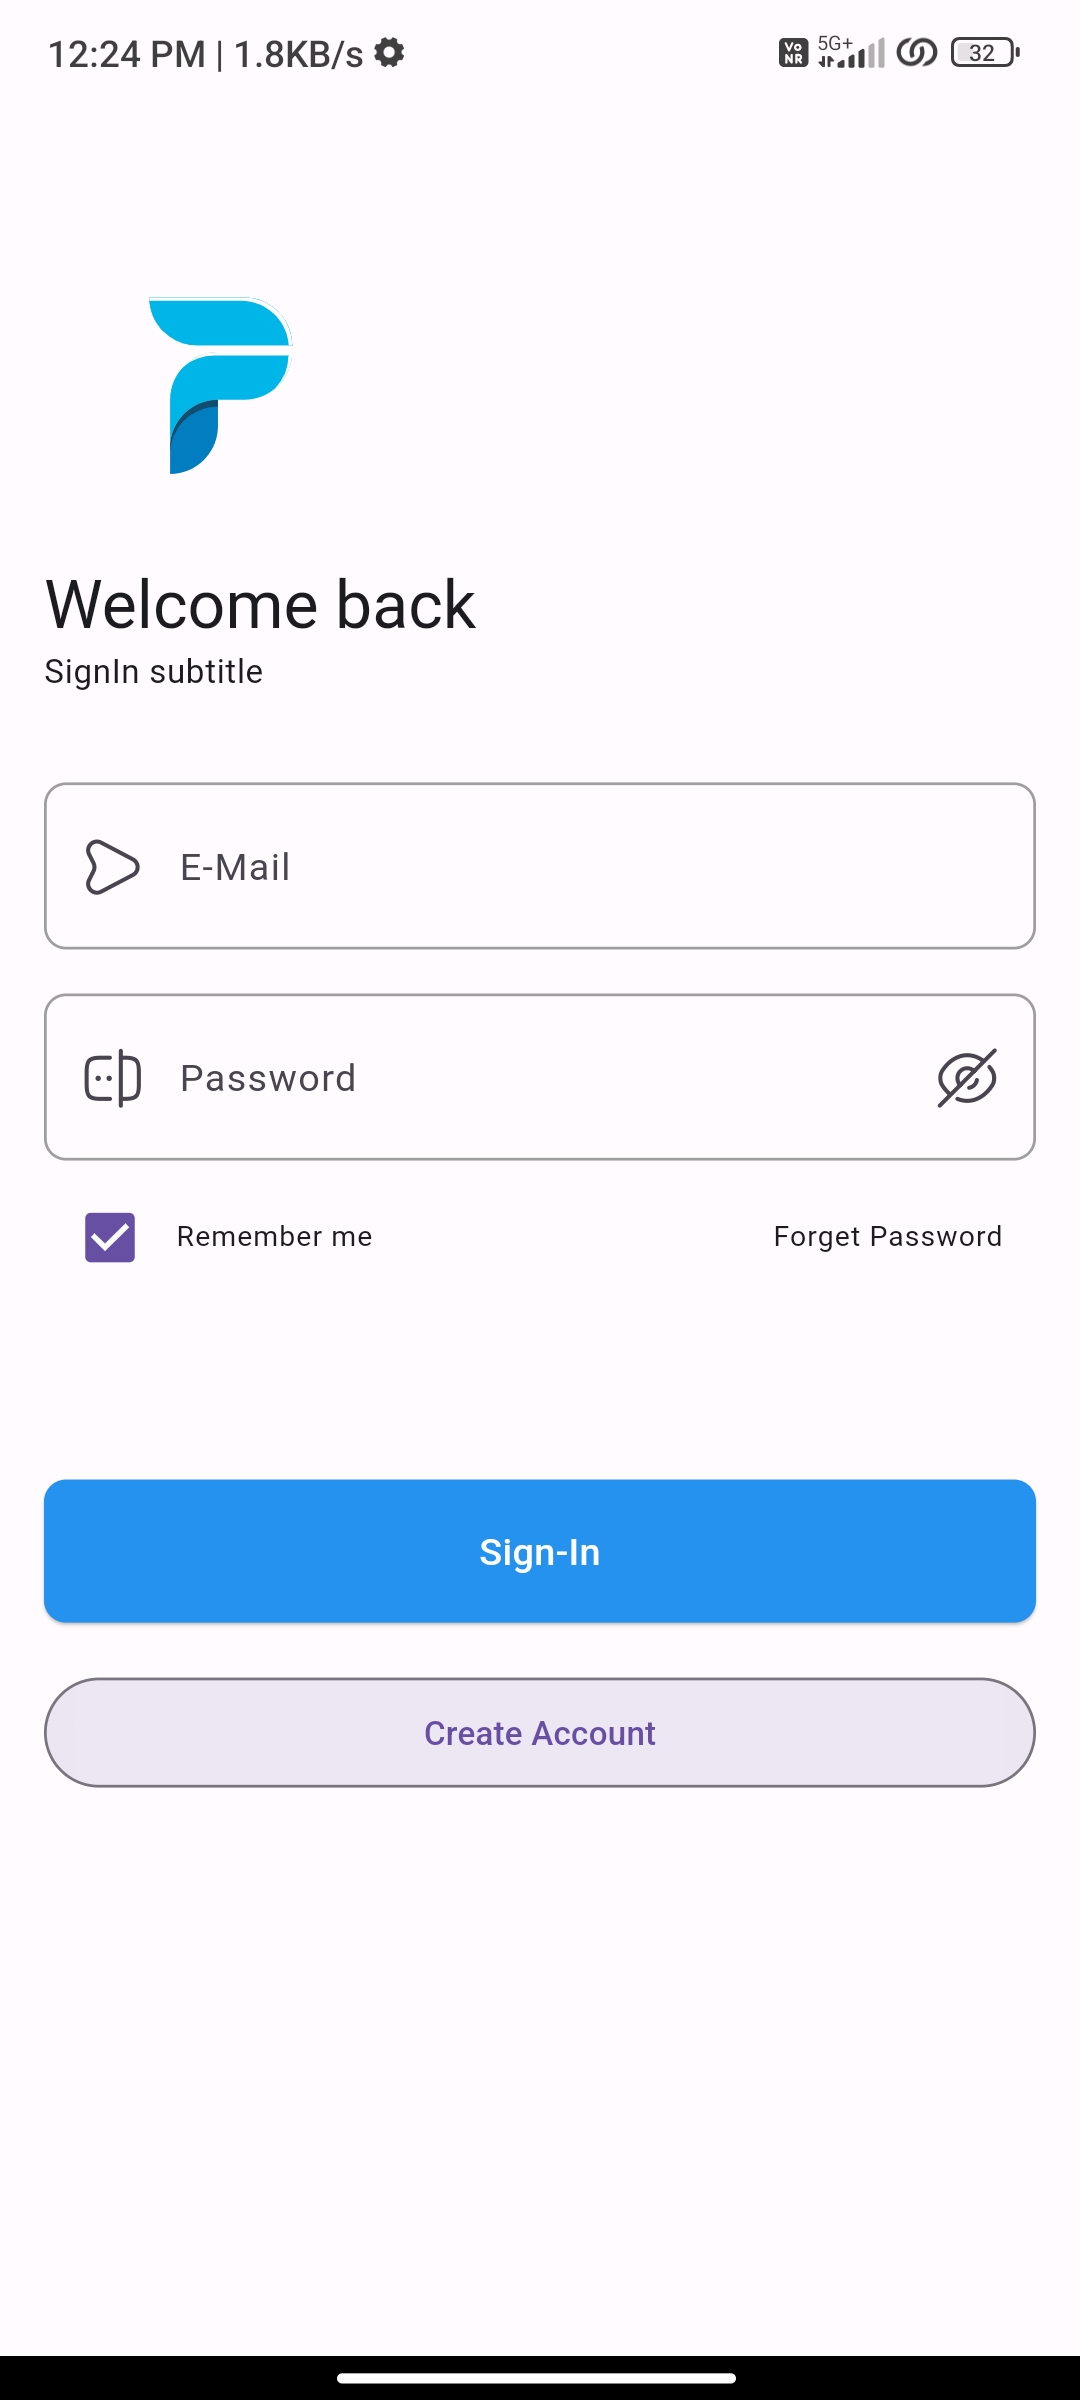 12:24 PM | 1.8KB/s
Vo NR 5G+ 32
Welcome back
SignIn subtitle
E-Mail
Password
Remember me Forget Password
Sign-In
Create Account